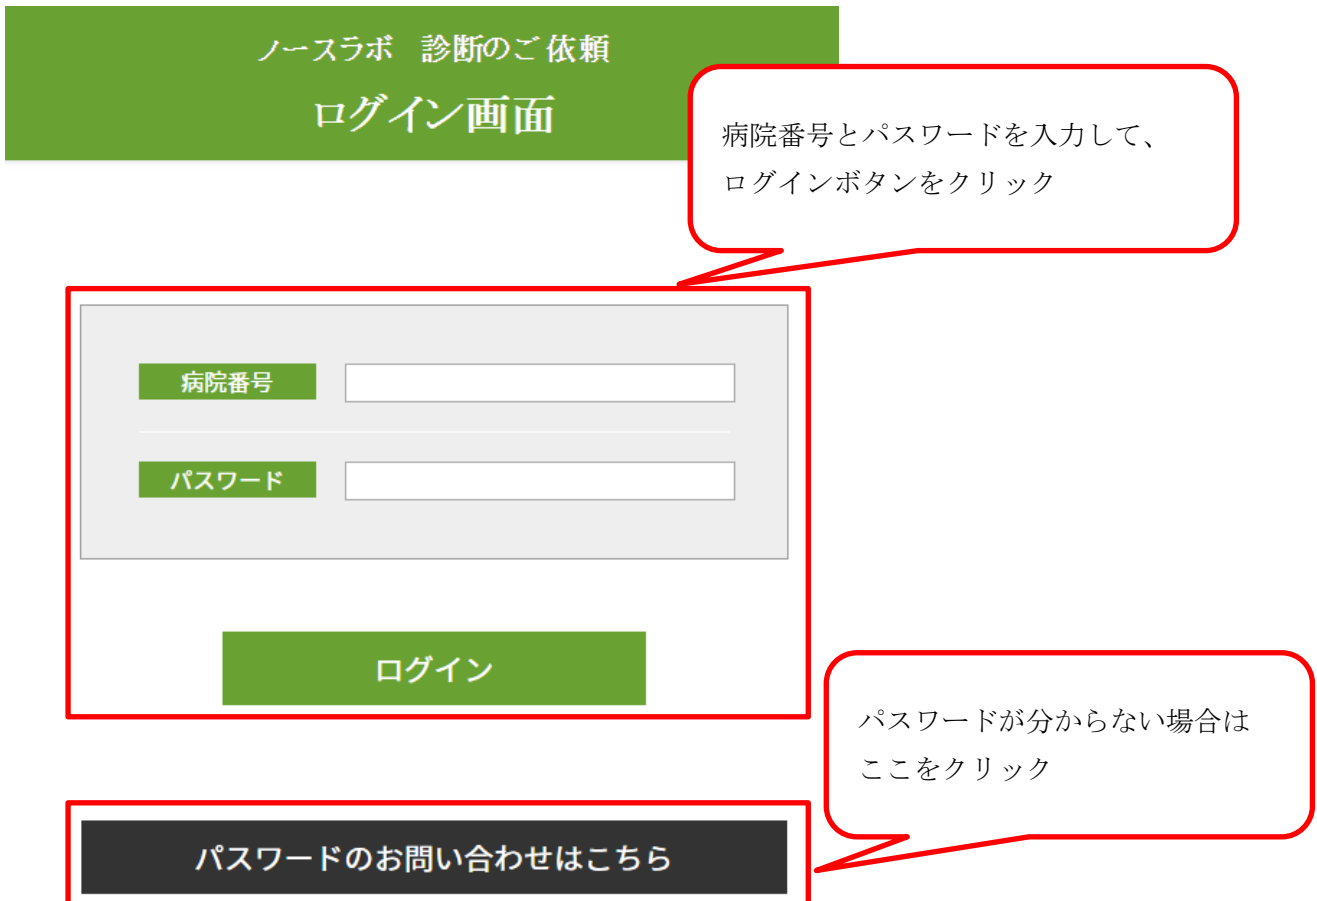 ノースラボ 診断のご依頼
ログイン画面
病院番号とパスワードを入力して、
ログインボタンをクリック
病院番号
パスワード
ログイン
パスワードが分からない場合は
ここをクリック
パスワードのお問い合わせはこちら